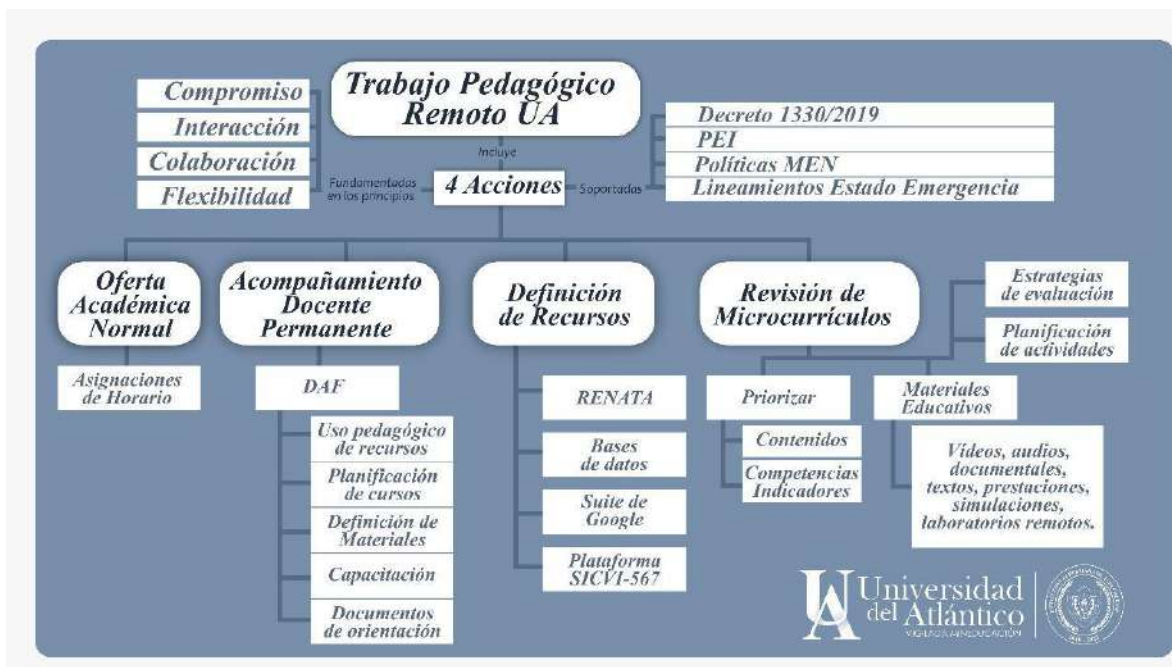 Trabajo Pedagógico
Remoto UA
Compromiso
Interacción
Colaboración
Flexibilidad
Incluye
Fundamentadas
en los principios
4 Acciones
Soportadas
Decreto 1330/2019
PEI
Políticas MEN
Lineamientos Estado Emergencia
Oferta
Académica
Normal
Asignaciones
de Horario
Acompañamiento
Docente
Permanente
DAF
Uso pedagógico
de recursos
Planificación
de cursos
Definición de
Materiales
Capacitación
Documentos
de orientación
Definición
de Recursos
RENATA
Bases
de datos
Suite de
Google
Plataforma
SICVI-567
Revisión de
Microcurrículos
Priorizar
Contenidos
Competencias
Indicadores
Materiales
Educativos
Vídeos, audios,
documentales,
textos, prestaciones,
simulaciones,
laboratorios remotos.
Estrategias
de evaluación
Planificación
de actividades
UA
Universidad
del Atlántico
VIGILADA MINEDUCACIÓN